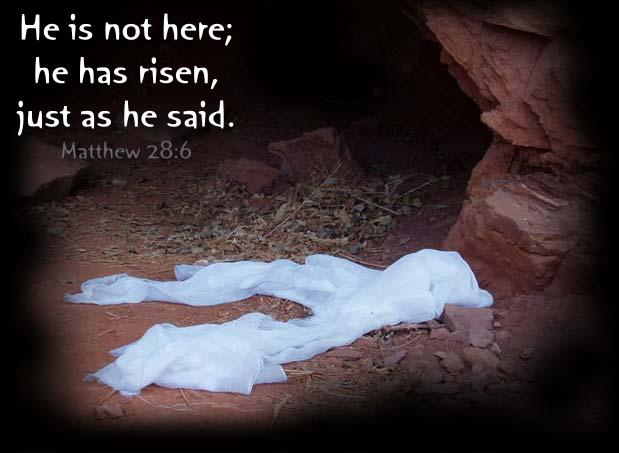 He is not here;
he has risen,
just as he said.
Matthew 28:6